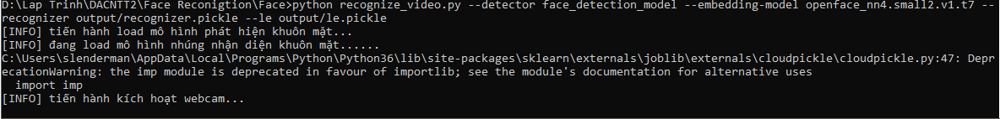 D:\Lap Trinh\DACNTT2\Face Reconigtion\Face>python recognize_video.py --detector face_detection_model --embedding-model openface_nn4.small2.v1.t7 --
recognizer output/recognizer.pickle --le output/le.pickle
[INFO] tiến hành load mô hình phát hiện khuôn mặt...
[INFO] đang load mô hình nhúng nhận diện khuôn mặt......
C:\Users\slenderman\AppData\Local\Programs\Python\Python36\lib\site-packages\sklearn\externals\joblib\externals\cloudpickle\cloudpickle.py:47: Depr
ecationWarning: the imp module is deprecated in favour of importlib; see the module's documentation for alternative uses
  import imp
[INFO] tiến hành kích hoạt webcam...